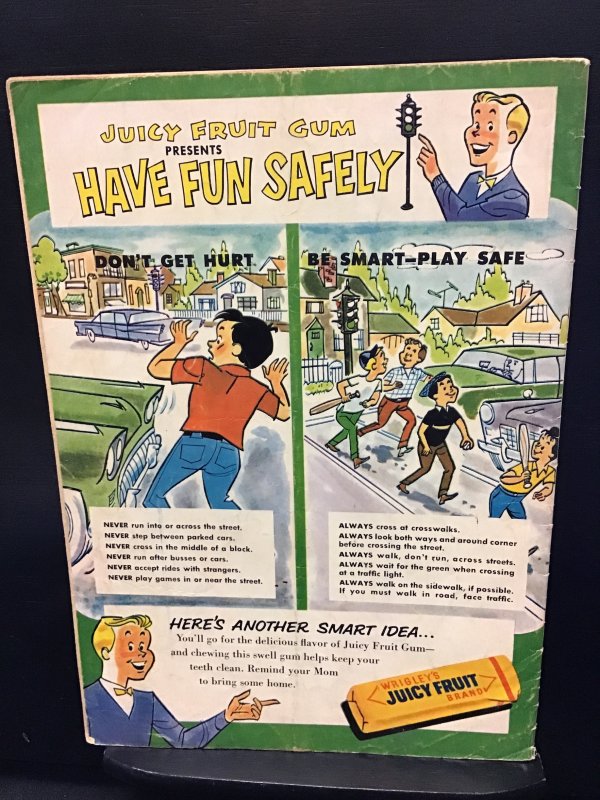 JUICY FRUIT GUM
PRESENTS
HAVE FUN SAFELY
DON'T GET HURT
NEVER run into or across the street.
NEVER step between parked cars.
NEVER cross in the middle of a block.
NEVER run after busses or cars.
NEVER accept rides with strangers.
NEVER play games in or near the street.
BE SMART—PLAY SAFE
ALWAYS cross at crosswalks.
ALWAYS look both ways and around corner
before crossing the street.
ALWAYS walk, don't run, across streets.
ALWAYS wait for the green when crossing
at a traffic light.
ALWAYS walk on the sidewalk, if possible.
If you must walk in road, face traffic.
HERE'S ANOTHER SMART IDEA...
You'll go for the delicious flavor of Juicy Fruit Gum—
and chewing this swell gum helps keep your
teeth clean. Remind your Mom
to bring some home.
WRIGLEY'S
JUICY FRUIT
BRAND